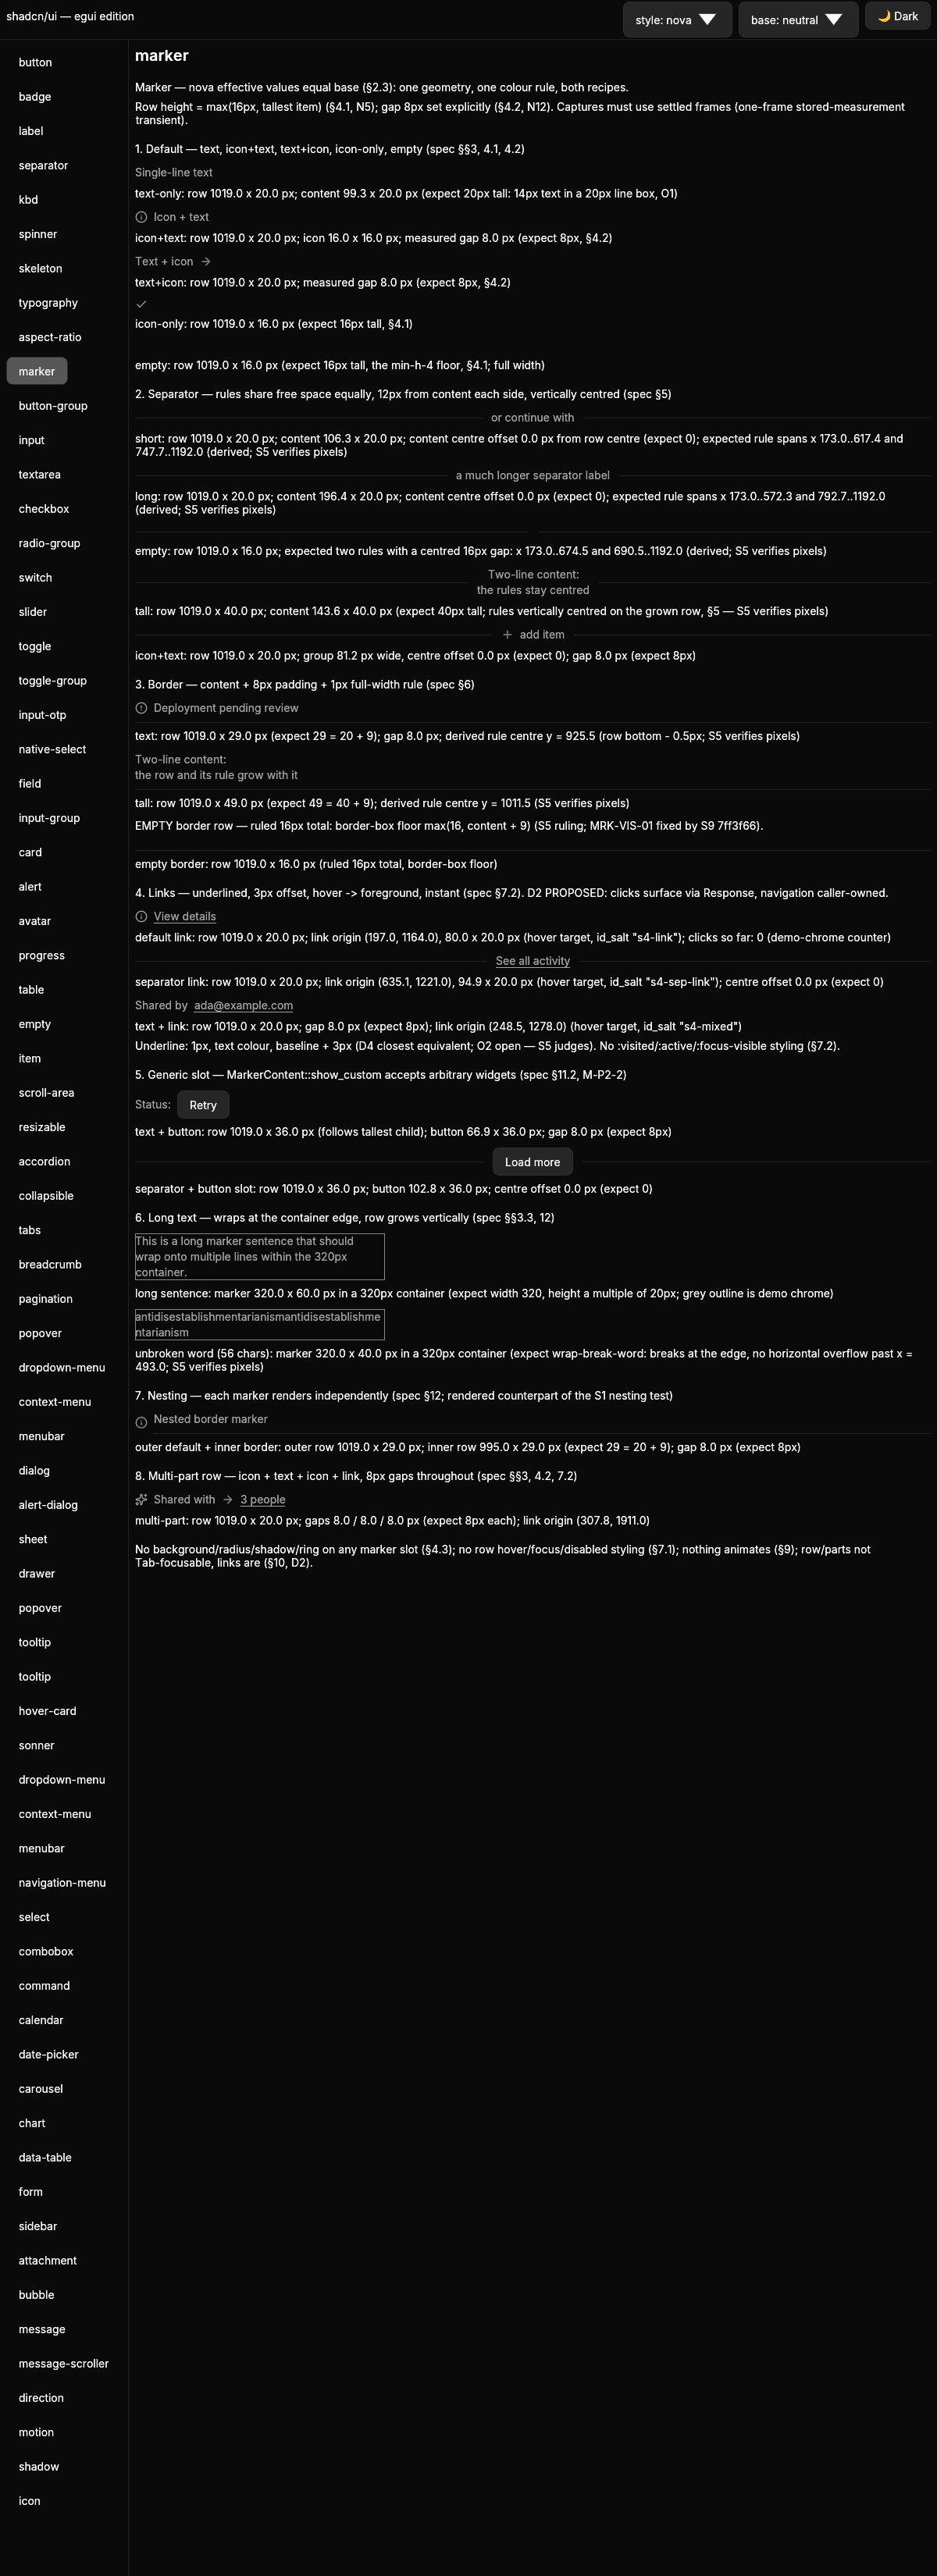 shadcn/ui — egui edition
style: nova
base: neutral
🌙 Dark
button
badge
label
separator
kbd
spinner
skeleton
typography
aspect-ratio
marker
button-group
input
textarea
checkbox
radio-group
switch
slider
toggle
toggle-group
input-otp
native-select
field
input-group
card
alert
avatar
progress
table
empty
item
scroll-area
resizable
accordion
collapsible
tabs
breadcrumb
pagination
popover
dropdown-menu
context-menu
menubar
dialog
alert-dialog
sheet
drawer
popover
tooltip
tooltip
hover-card
sonner
dropdown-menu
context-menu
menubar
navigation-menu
select
combobox
command
calendar
date-picker
carousel
chart
data-table
form
sidebar
attachment
bubble
message
message-scroller
direction
motion
shadow
icon
marker
Marker — nova effective values equal base (§2.3): one geometry, one colour rule, both recipes.
Row height = max(16px, tallest item) (§4.1, N5); gap 8px set explicitly (§4.2, N12). Captures must use settled frames (one-frame stored-measurement
transient).
1. Default — text, icon+text, text+icon, icon-only, empty (spec §§3, 4.1, 4.2)
Single-line text
text-only: row 1019.0 x 20.0 px; content 99.3 x 20.0 px (expect 20px tall: 14px text in a 20px line box, O1)
Icon + text
icon+text: row 1019.0 x 20.0 px; icon 16.0 x 16.0 px; measured gap 8.0 px (expect 8px, §4.2)
Text + icon
text+icon: row 1019.0 x 20.0 px; measured gap 8.0 px (expect 8px, §4.2)
icon-only: row 1019.0 x 16.0 px (expect 16px tall, §4.1)
empty: row 1019.0 x 16.0 px (expect 16px tall, the min-h-4 floor, §4.1; full width)
2. Separator — rules share free space equally, 12px from content each side, vertically centred (spec §5)
or continue with
short: row 1019.0 x 20.0 px; content 106.3 x 20.0 px; content centre offset 0.0 px from row centre (expect 0); expected rule spans x 173.0..617.4 and
747.7..1192.0 (derived; S5 verifies pixels)
a much longer separator label
long: row 1019.0 x 20.0 px; content 196.4 x 20.0 px; content centre offset 0.0 px (expect 0); expected rule spans x 173.0..572.3 and 792.7..1192.0
(derived; S5 verifies pixels)
empty: row 1019.0 x 16.0 px; expected two rules with a centred 16px gap: x 173.0..674.5 and 690.5..1192.0 (derived; S5 verifies pixels)
Two-line content:
the rules stay centred
tall: row 1019.0 x 40.0 px; content 143.6 x 40.0 px (expect 40px tall; rules vertically centred on the grown row, §5 — S5 verifies pixels)
add item
icon+text: row 1019.0 x 20.0 px; group 81.2 px wide, centre offset 0.0 px (expect 0); gap 8.0 px (expect 8px)
3. Border — content + 8px padding + 1px full-width rule (spec §6)
Deployment pending review
text: row 1019.0 x 29.0 px (expect 29 = 20 + 9); gap 8.0 px; derived rule centre y = 925.5 (row bottom - 0.5px; S5 verifies pixels)
Two-line content:
the row and its rule grow with it
tall: row 1019.0 x 49.0 px (expect 49 = 40 + 9); derived rule centre y = 1011.5 (S5 verifies pixels)
EMPTY border row — ruled 16px total: border-box floor max(16, content + 9) (S5 ruling; MRK-VIS-01 fixed by S9 7ff3f66).
empty border: row 1019.0 x 16.0 px (ruled 16px total, border-box floor)
4. Links — underlined, 3px offset, hover -> foreground, instant (spec §7.2). D2 PROPOSED: clicks surface via Response, navigation caller-owned.
View details
default link: row 1019.0 x 20.0 px; link origin (197.0, 1164.0), 80.0 x 20.0 px (hover target, id_salt "s4-link"); clicks so far: 0 (demo-chrome counter)
See all activity
separator link: row 1019.0 x 20.0 px; link origin (635.1, 1221.0), 94.9 x 20.0 px (hover target, id_salt "s4-sep-link"); centre offset 0.0 px (expect 0)
Shared by ada@example.com
text + link: row 1019.0 x 20.0 px; gap 8.0 px (expect 8px); link origin (248.5, 1278.0) (hover target, id_salt "s4-mixed")
Underline: 1px, text colour, baseline + 3px (D4 closest equivalent; O2 open — S5 judges). No :visited/:active/:focus-visible styling (§7.2).
5. Generic slot — MarkerContent::show_custom accepts arbitrary widgets (spec §11.2, M-P2-2)
Status: Retry
text + button: row 1019.0 x 36.0 px (follows tallest child); button 66.9 x 36.0 px; gap 8.0 px (expect 8px)
Load more
separator + button slot: row 1019.0 x 36.0 px; button 102.8 x 36.0 px; centre offset 0.0 px (expect 0)
6. Long text — wraps at the container edge, row grows vertically (spec §§3.3, 12)
This is a long marker sentence that should
wrap onto multiple lines within the 320px
container.
long sentence: marker 320.0 x 60.0 px in a 320px container (expect width 320, height a multiple of 20px; grey outline is demo chrome)
antidisestablishmentarianismantidisestablishme
ntarianism
unbroken word (56 chars): marker 320.0 x 40.0 px in a 320px container (expect wrap-break-word: breaks at the edge, no horizontal overflow past x =
493.0; S5 verifies pixels)
7. Nesting — each marker renders independently (spec §12; rendered counterpart of the S1 nesting test)
Nested border marker
outer default + inner border: outer row 1019.0 x 29.0 px; inner row 995.0 x 29.0 px (expect 29 = 20 + 9); gap 8.0 px (expect 8px)
8. Multi-part row — icon + text + icon + link, 8px gaps throughout (spec §§3, 4.2, 7.2)
Shared with → 3 people
multi-part: row 1019.0 x 20.0 px; gaps 8.0 / 8.0 / 8.0 px (expect 8px each); link origin (307.8, 1911.0)
No background/radius/shadow/ring on any marker slot (§4.3); no row hover/focus/disabled styling (§7.1); nothing animates (§9); row/parts not
Tab-focusable, links are (§10, D2).